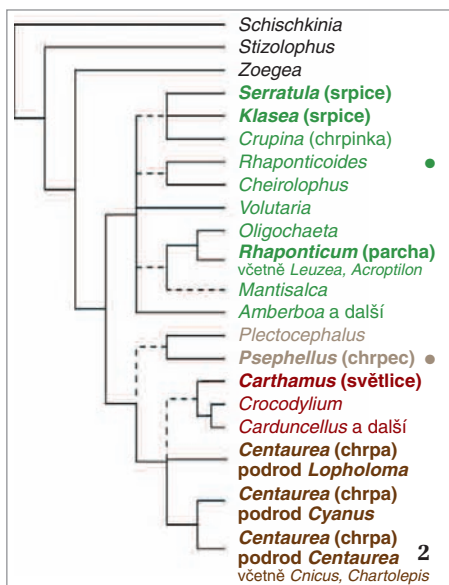 Schischkinia
Stizolophus
Zoegea
Serratula (srpice)
Klasea (srpice)
Crupina (chrpinka)
Rhaponticoides
Cheirolophus
Volutaria
Oligochaeta
Rhaponticum (parcha)
včetně Leuzea, Acroptilon
Mantisalca
Amberboa a další
Plectocephalus
Psephellus (chrpec)
Carthamus (světlice)
Crocodylium
Carduncellus a další
Centaurea (chrpa)
podrod Lopholoma
Centaurea (chrpa)
podrod Cyanus
Centaurea (chrpa)
podrod Centaurea 2
včetně Cnicus, Chartolepis